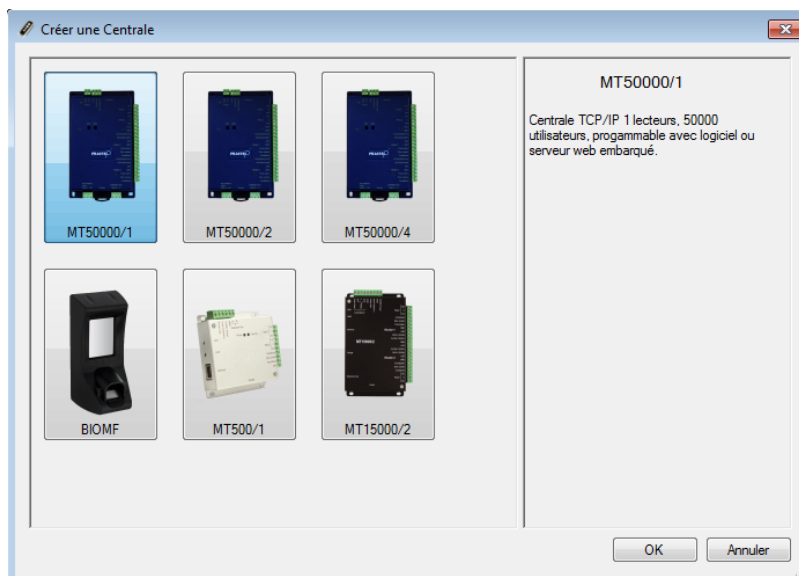 Créer une Centrale
MT50000/1
MT50000/2
MT50000/4
BIOMF
MT500/1
MT15000/2
MT50000/1
Centrale TCP/IP 1 lecteurs, 50000
utilisateurs, progammable avec logiciel ou
serveur web embarqué.
OK
Annuler